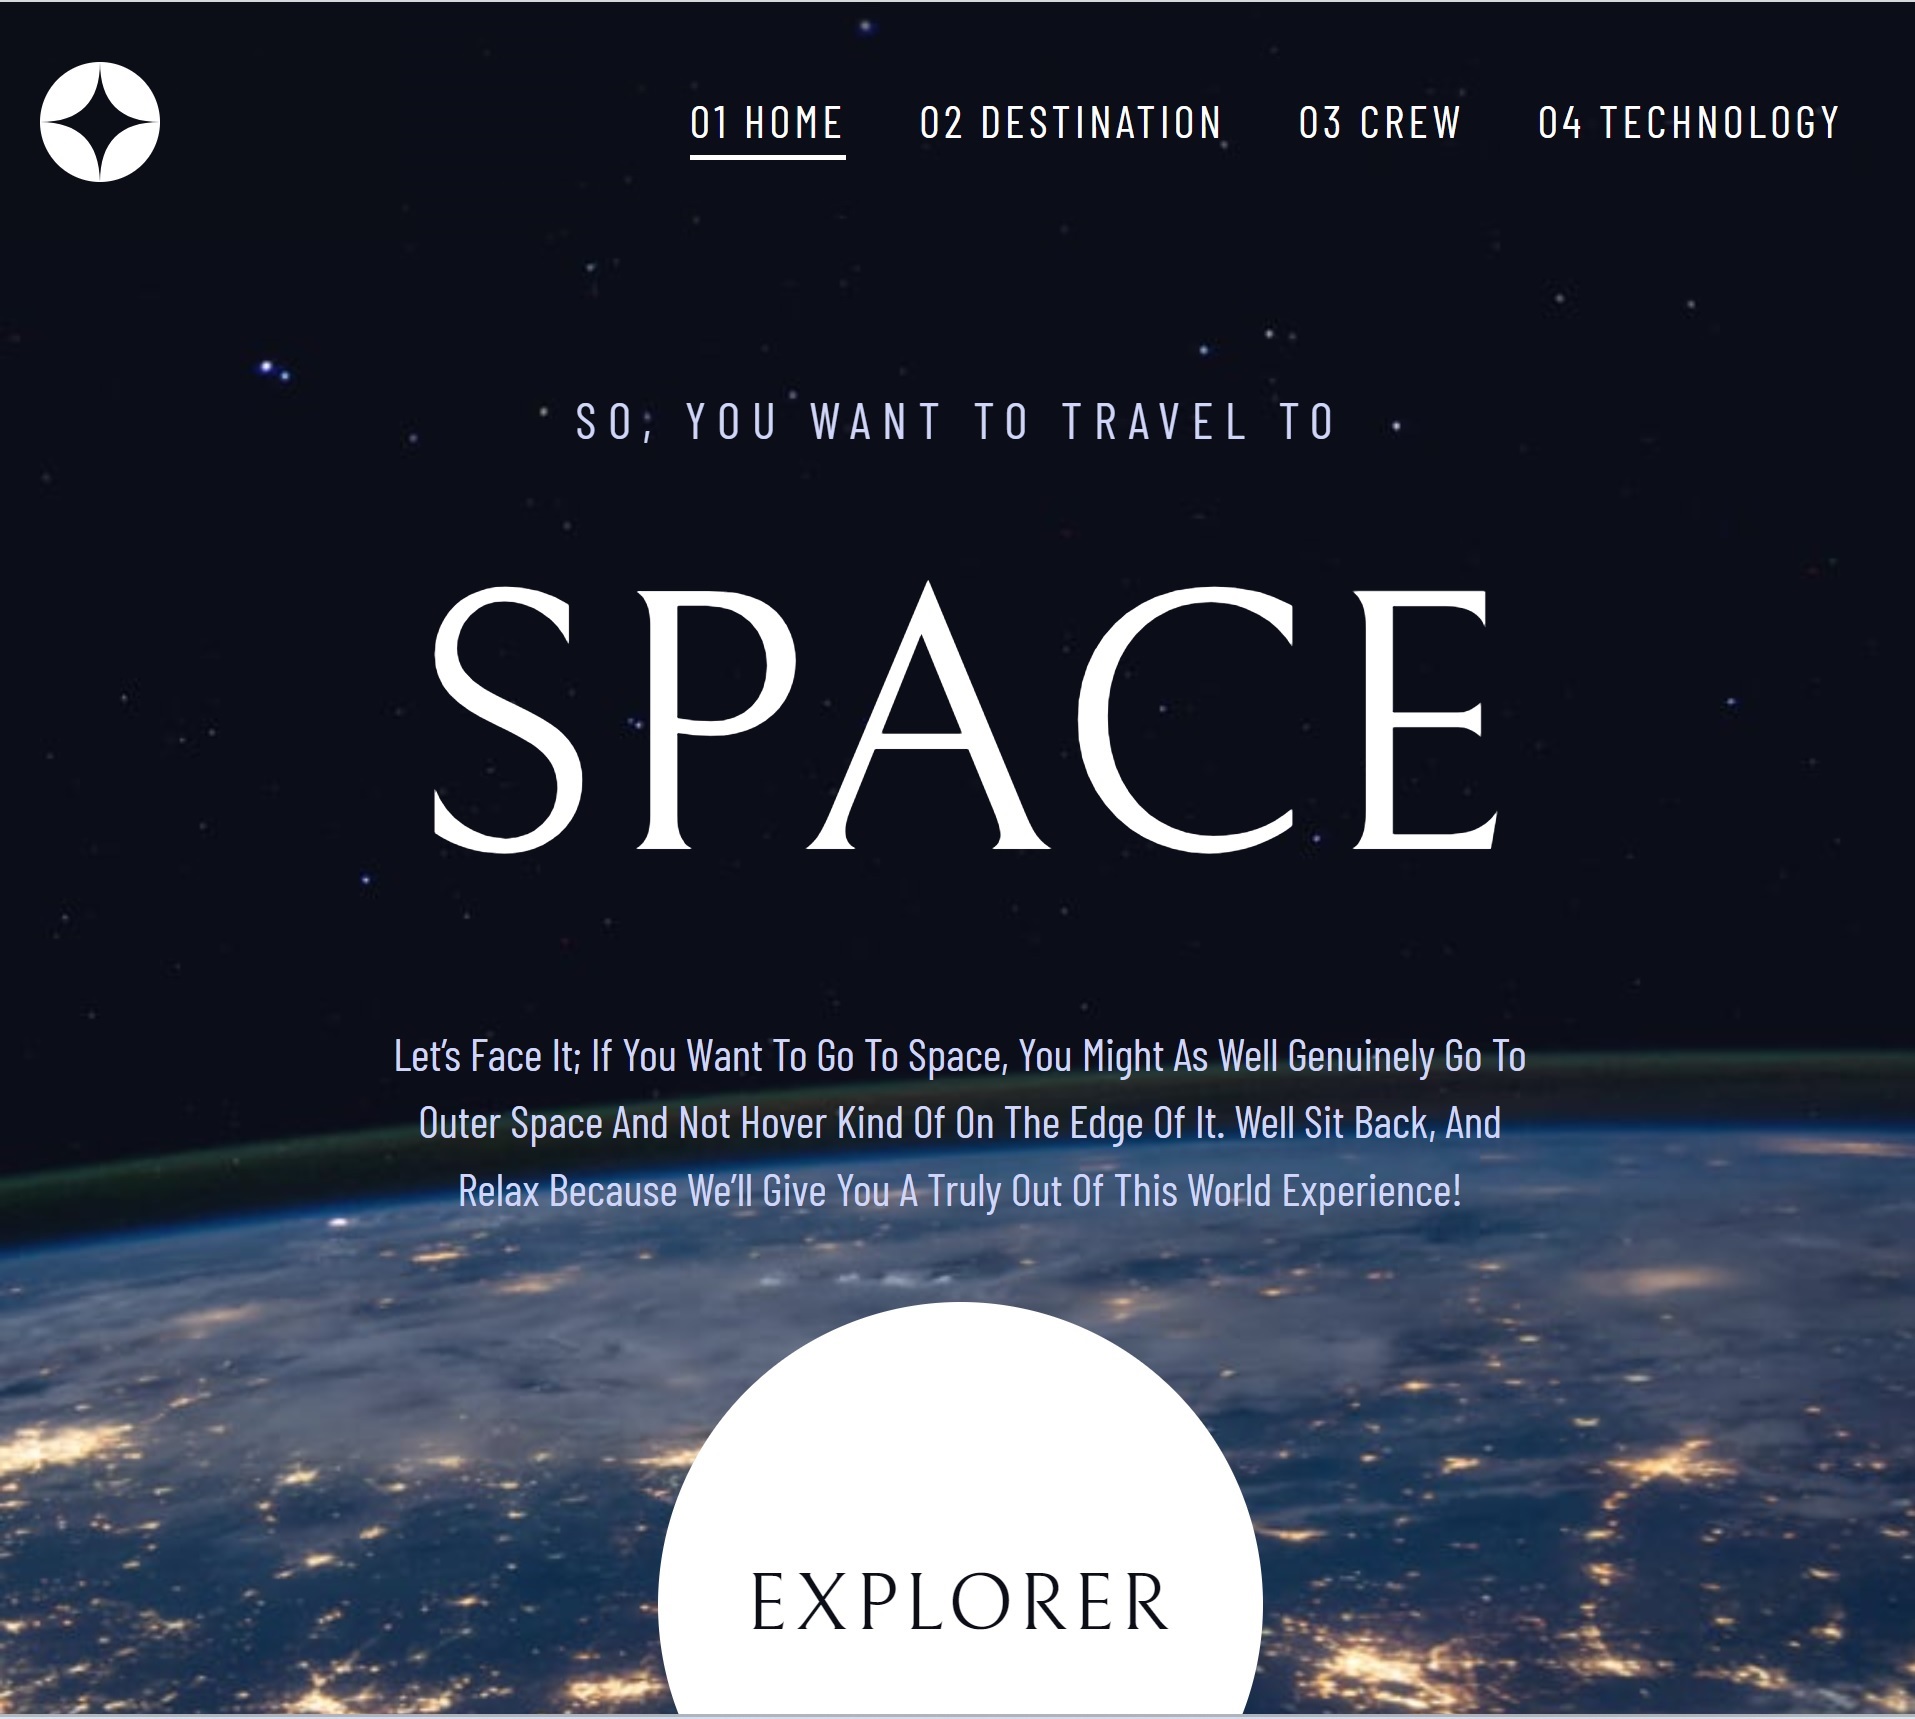 01 HOME 02 DESTINATION 03 CREW 04 TECHNOLOGY
SO, YOU WANT TO TRAVEL TO
SPACE
Let’s Face It; If You Want To Go To Space, You Might As Well Genuinely Go To
Outer Space And Not Hover Kind Of On The Edge Of It. Well Sit Back, And
Relax Because We’ll Give You A Truly Out Of This World Experience!
EXPLORER